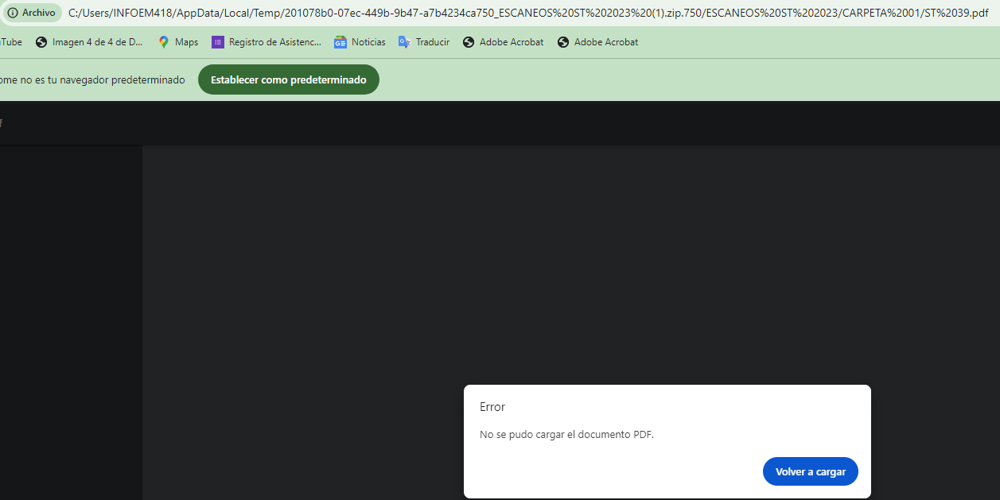 Archivo C:/Users/INFOEM418/AppData/Local/Temp/201078b0-07ec-449b-9b47-a7b4234ca750_ESCANEOS%20ST%202023%20(1).zip.750/ESCANEOS%20ST%202023/CARPETA%2001/ST%2039.pdf
uTube Imagen 4 de 4 de D... Maps Registro de Asistenc... Noticias Traducir Adobe Acrobat Adobe Acrobat
ome no es tu navegador predeterminado Establecer como predeterminado
f
Error
No se pudo cargar el documento PDF.
Volver a cargar